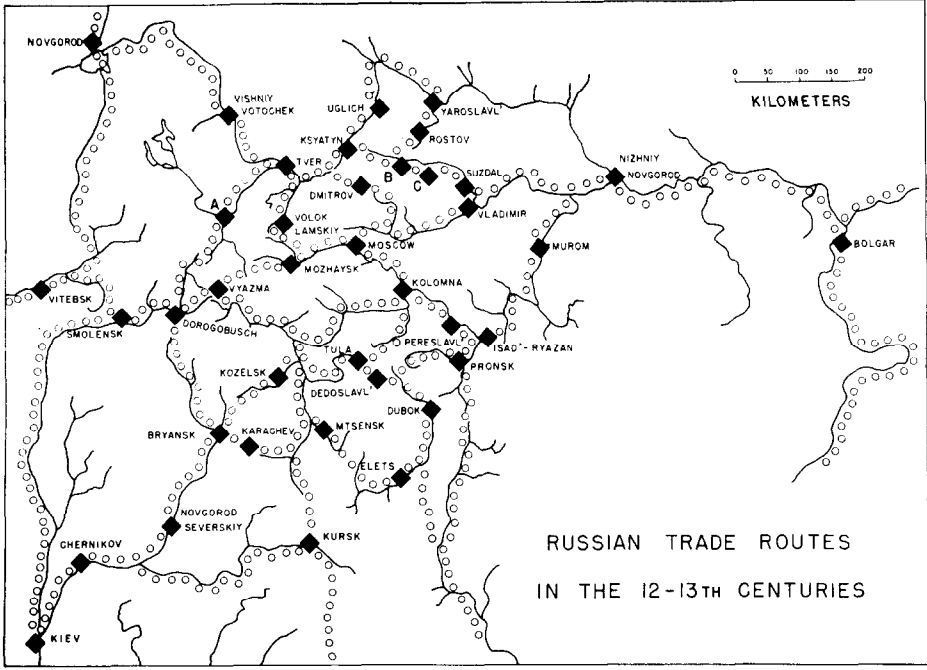 NOVGOROD
0 50 100 150 200
KILOMETERS
VISHNIY
VOTOCHEK
UGLICH
YAROSLAVL'
ROSTOV
KSYATYN
NIZHNIY
NOVGOROD
TVER
B
C
SUZDAL
DMITROV
A
VLADIMIR
VOLOK
LAMSKIY
MOSCOW
MUROM
BOLGAR
MOZHAYSK
VITEBSK
VYAZMA
KOLOMNA
SMOLENSK
DOROGOBUSCH
PERESLAVL'
ISAD'-RYAZAN
TULA
PRONSK
KOZELSK
DEDOSLAVL'
DUBOK
BRYANSK
KARACHEV
MTSENSK
ELETS
NOVGOROD
SEVERSKIY
KURSK
CHERNIKOV
RUSSIAN TRADE ROUTES
IN THE 12-13TH CENTURIES
KIEV